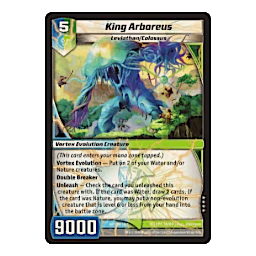 5
King Arboreus
Leviathan/Colossus
Vortex Evolution Creature
(This card enters your mana zone tapped.)
Vortex Evolution — Put on 2 of your Water and/or
Nature creatures.
Double Breaker
Unleash — Check the card you unleashed this
creature with. If the card was Water, draw 2 cards. If
the card was Nature, you may put a non-evolution
creature that is level 6 or less from your hand into
the battle zone.
9000